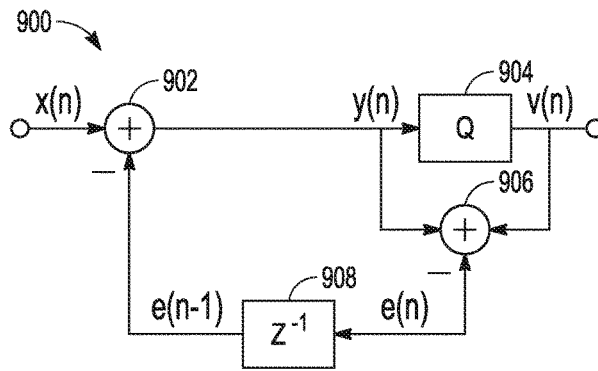 900
902
904
x(n)
y(n)
v(n)
+
Q
−
906
+
−
908
e(n-1)
e(n)
Z -1